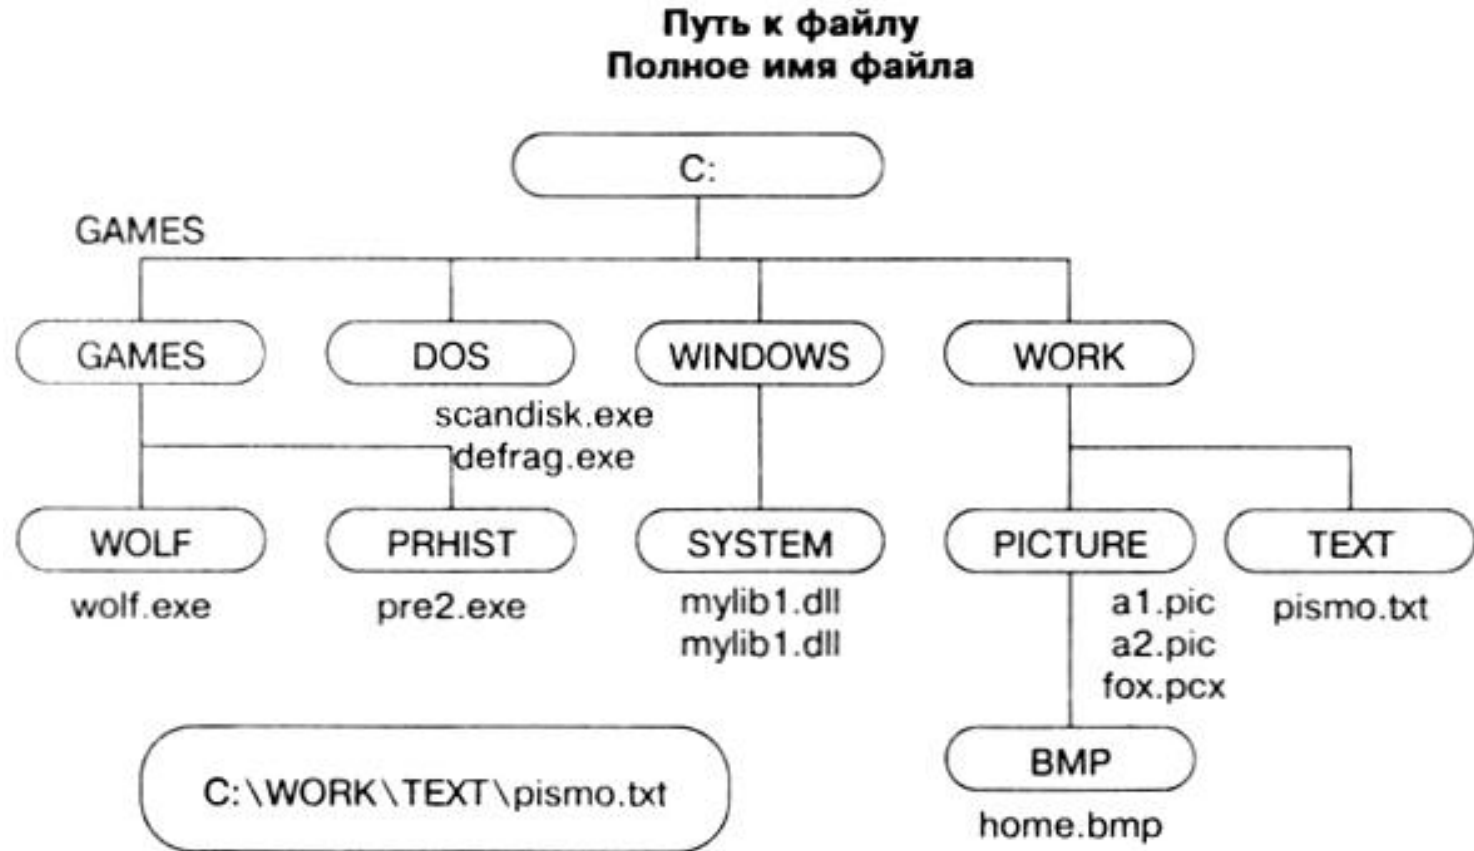 Путь к файлу
Полное имя файла
C:
GAMES
GAMES
DOS
WINDOWS
WORK
scandisk.exe
defrag.exe
WOLF
PRHIST
SYSTEM
PICTURE
TEXT
wolf.exe
pre2.exe
mylib1.dll
mylib1.dll
a1.pic
a2.pic
fox.pcx
pismo.txt
BMP
home.bmp
C:\WORK\TEXT\pismo.txt